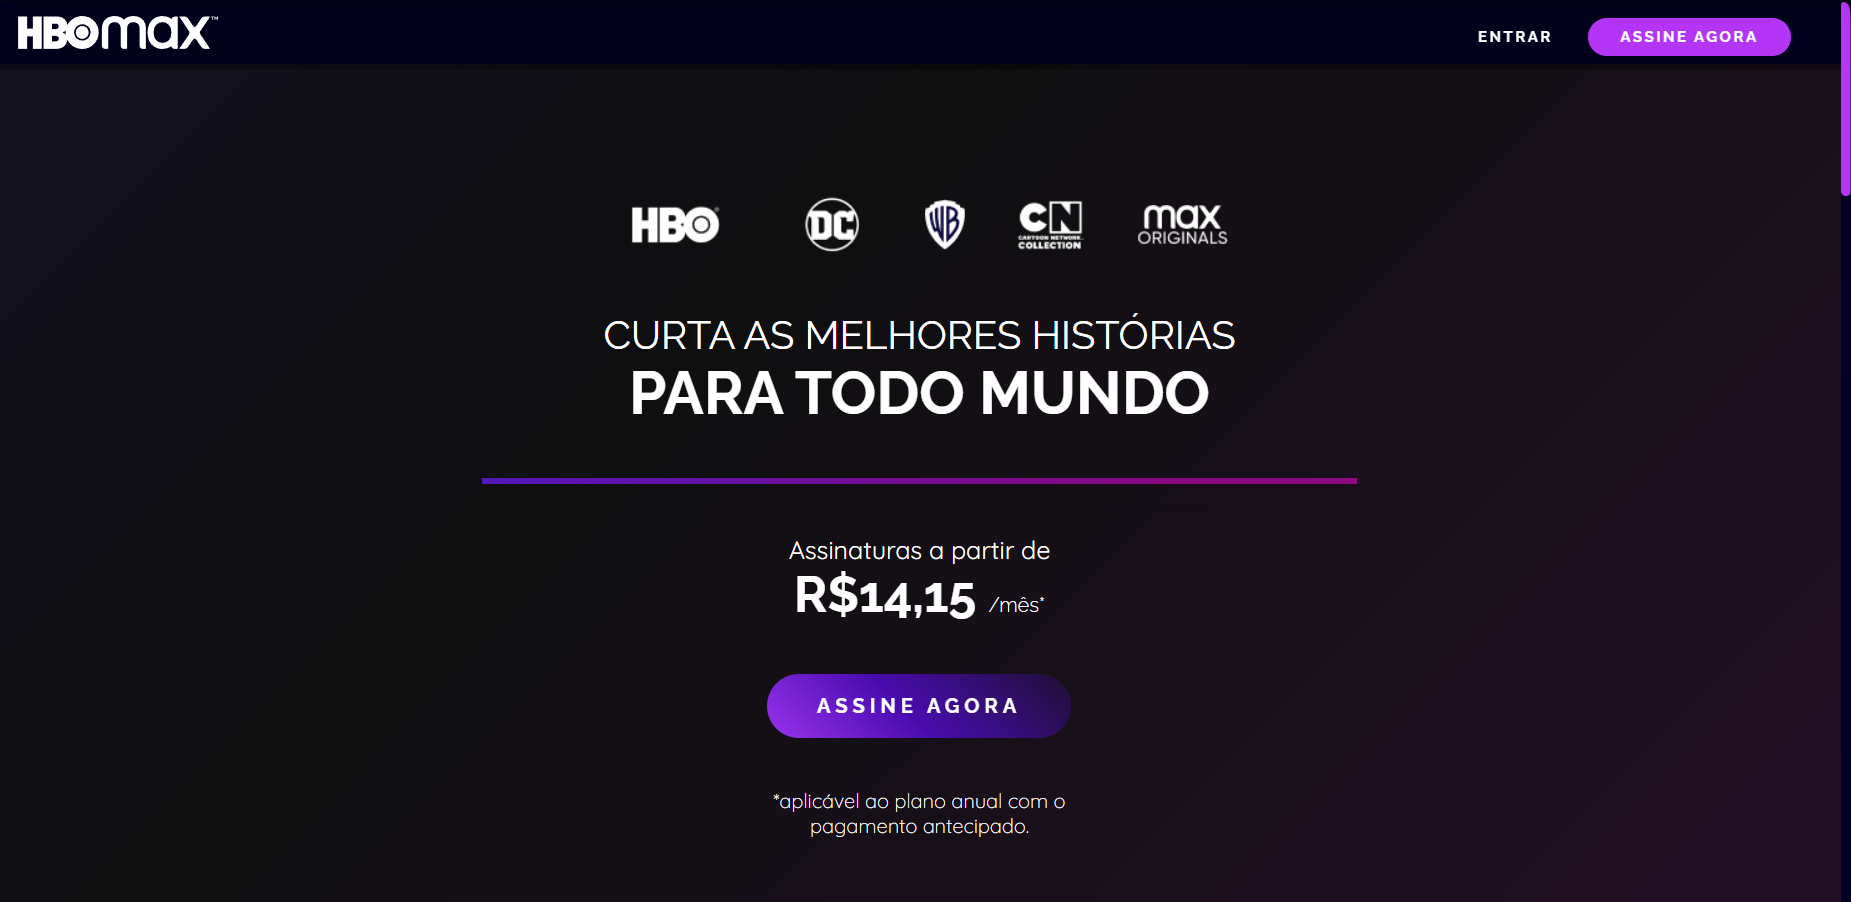 HBOmax™
ENTRAR
ASSINE AGORA
HBO®
DC
WB
CN
CARTOON NETWORK
COLLECTION
max
ORIGINALS
CURTA AS MELHORES HISTÓRIAS
PARA TODO MUNDO
Assinaturas a partir de
R$14,15 /mês*
ASSINE AGORA
*aplicável ao plano anual com o
pagamento antecipado.